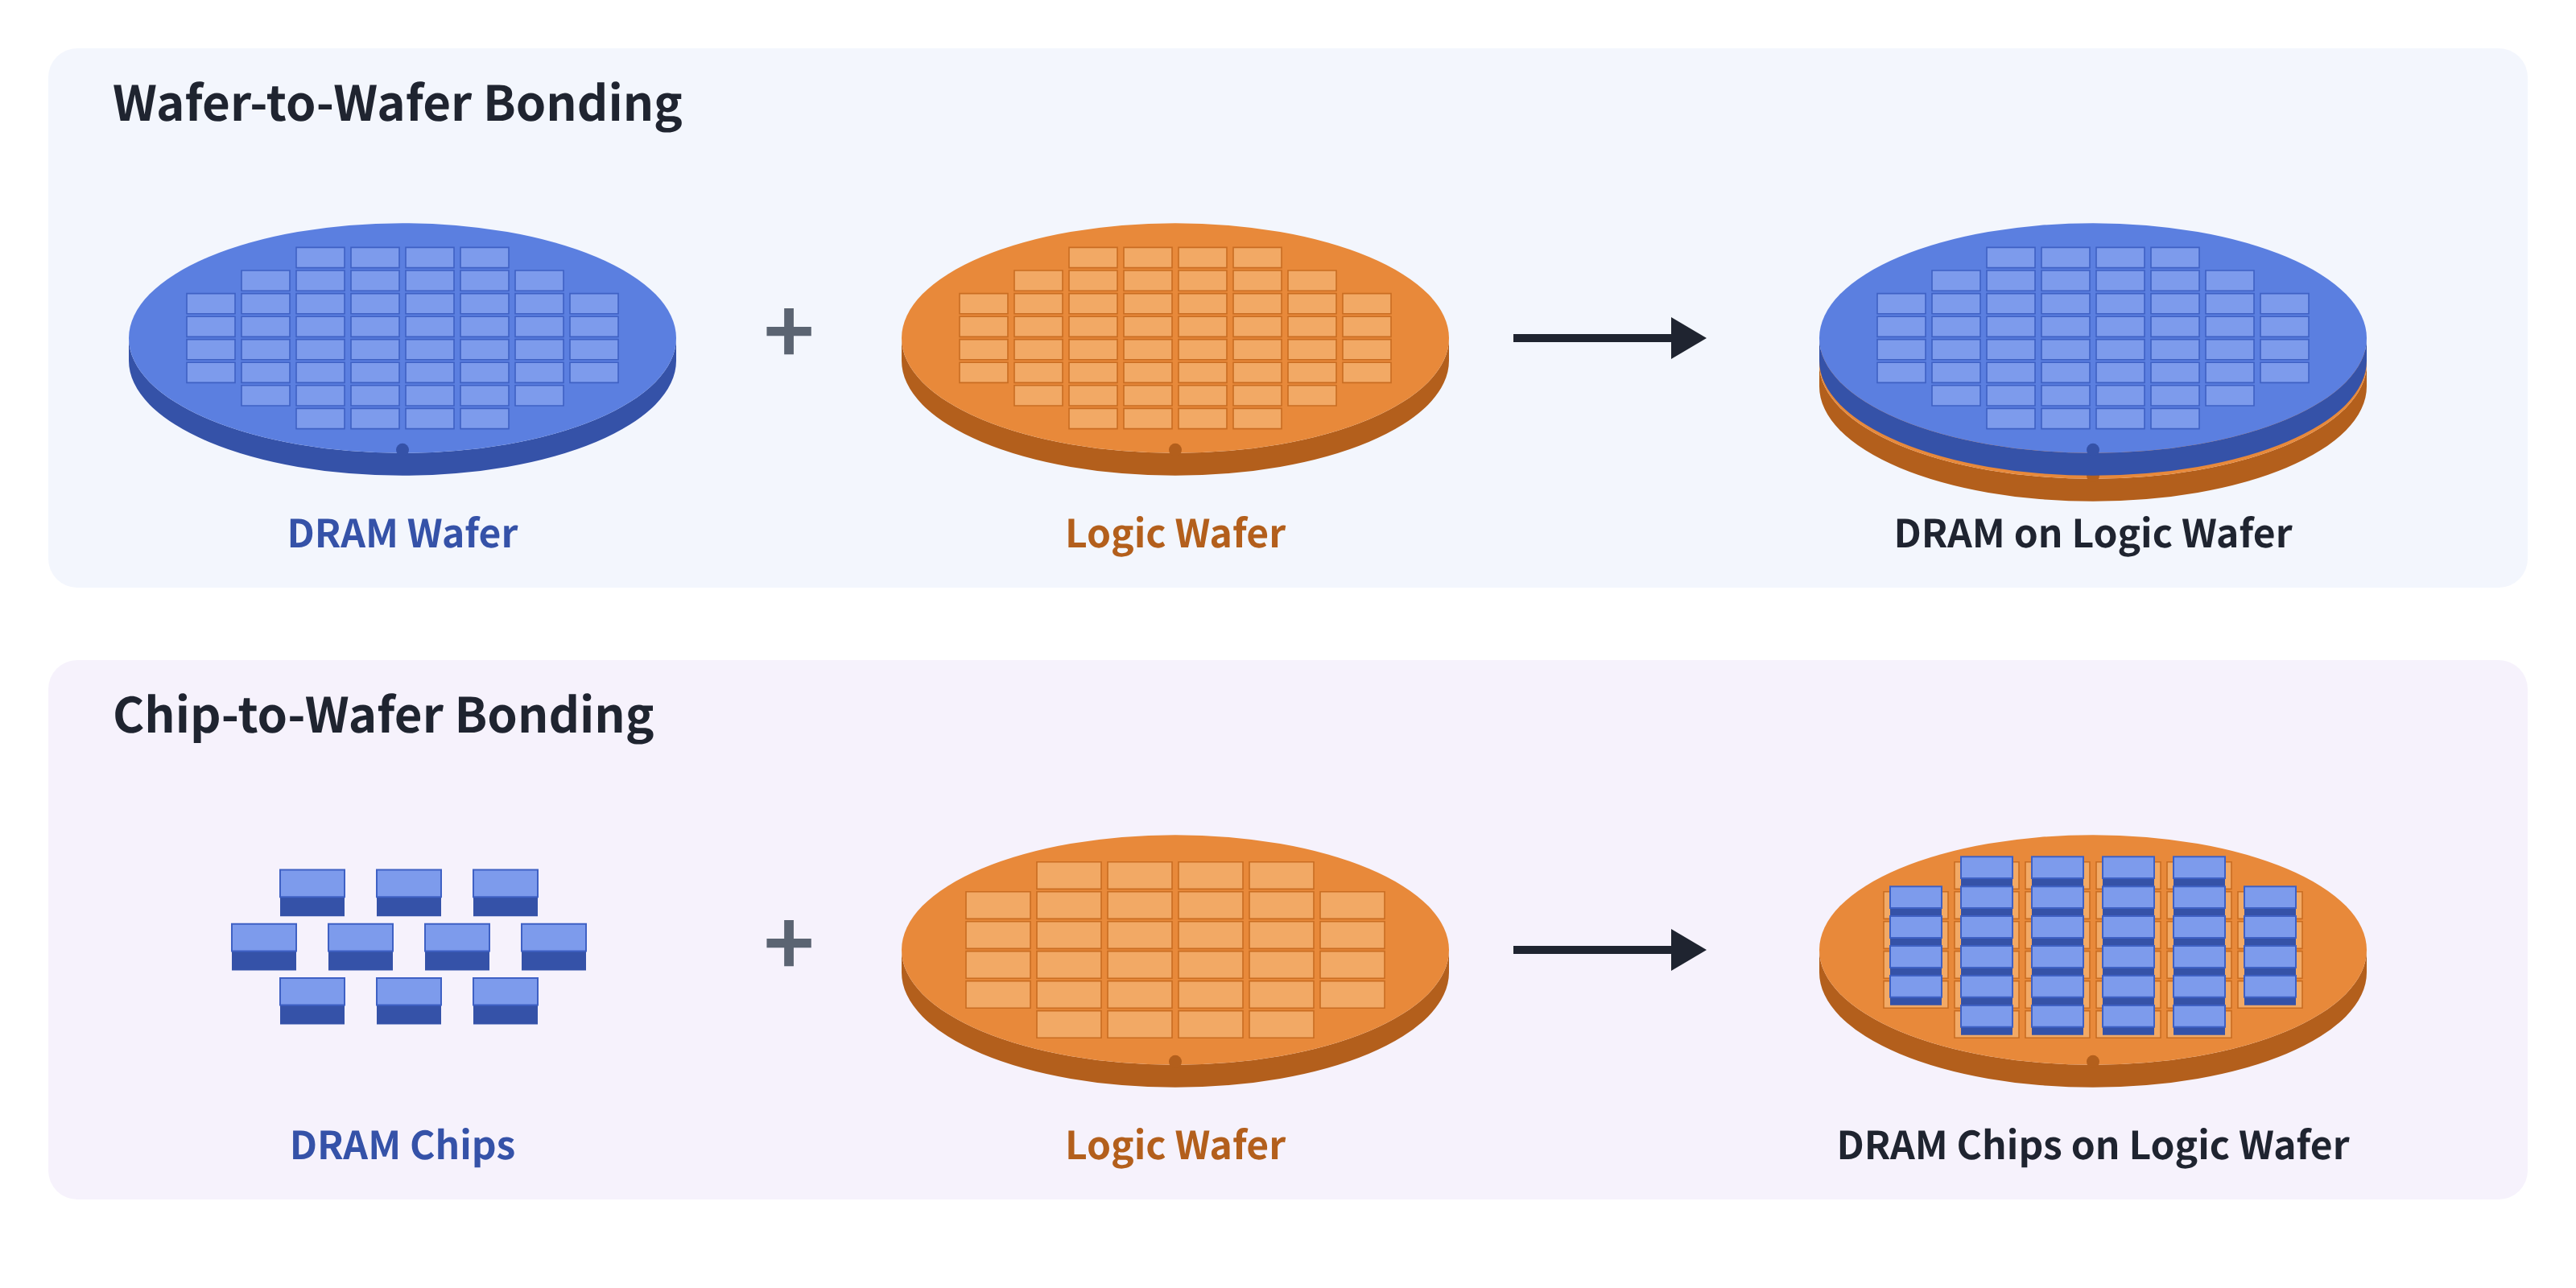 Wafer-to-Wafer Bonding
+
DRAM Wafer
Logic Wafer
DRAM on Logic Wafer
Chip-to-Wafer Bonding
+
DRAM Chips
Logic Wafer
DRAM Chips on Logic Wafer